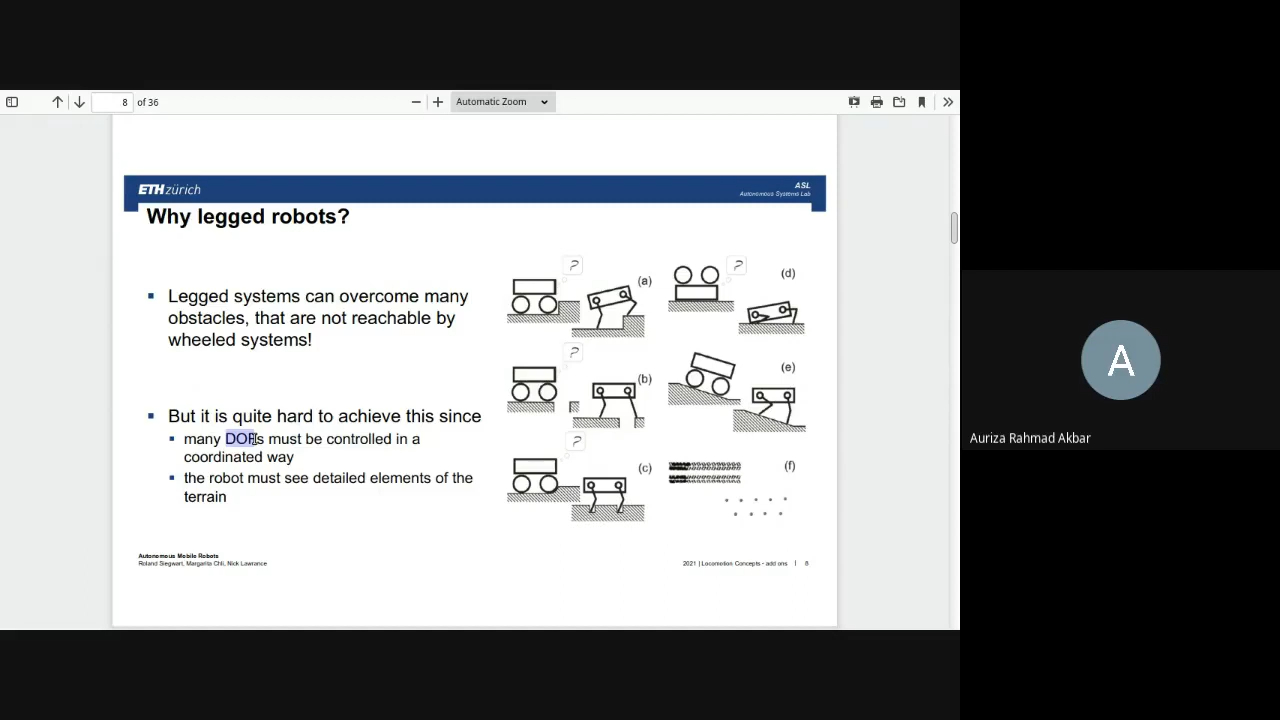 8 of 36
Automatic Zoom
ETH zürich
ASL
Autonomous Systems Lab
Why legged robots?
Legged systems can overcome many
obstacles, that are not reachable by
wheeled systems!
But it is quite hard to achieve this since
many DOFs must be controlled in a
coordinated way
the robot must see detailed elements of the
terrain
? (a)
? (d)
? (b)
(e)
? (c)
(f)
Autonomous Mobile Robots
Roland Siegwart, Margarita Chli, Nick Lawrance
2021 | Locomotion Concepts - add ons | 8
A
Auriza Rahmad Akbar